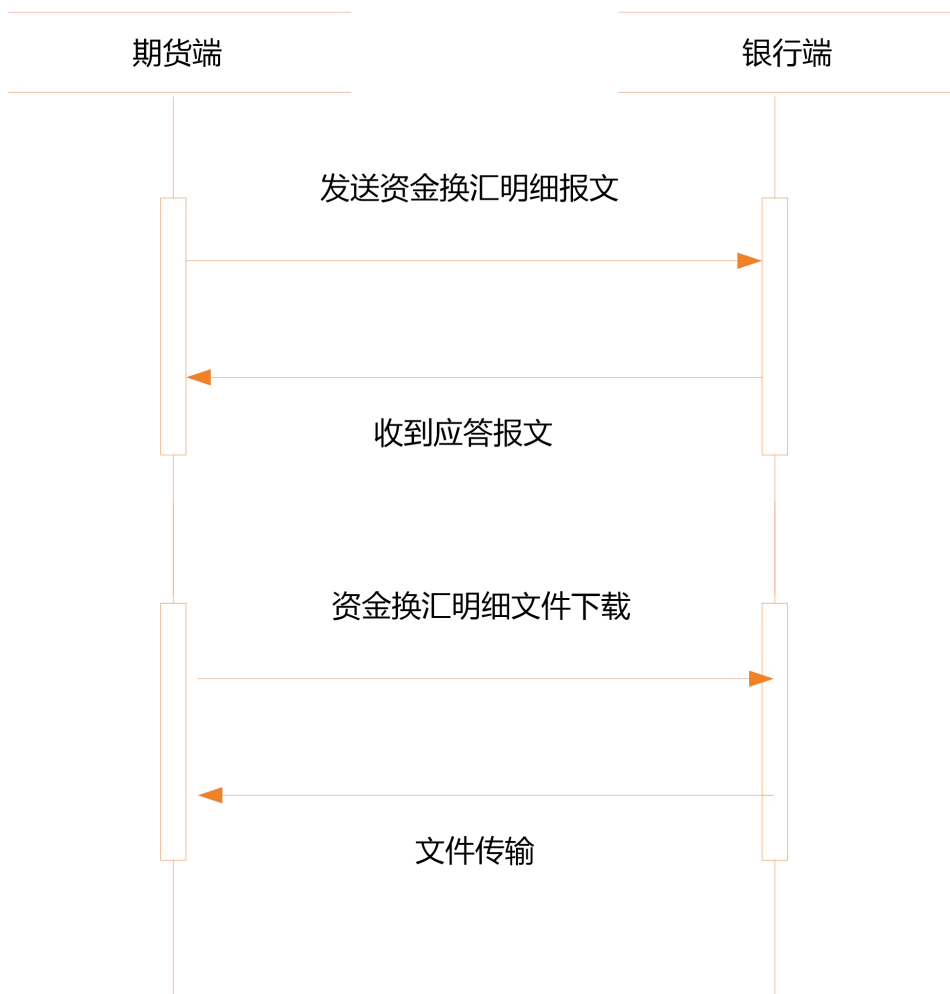 期货端
银行端
发送资金换汇明细报文
收到应答报文
资金换汇明细文件下载
文件传输